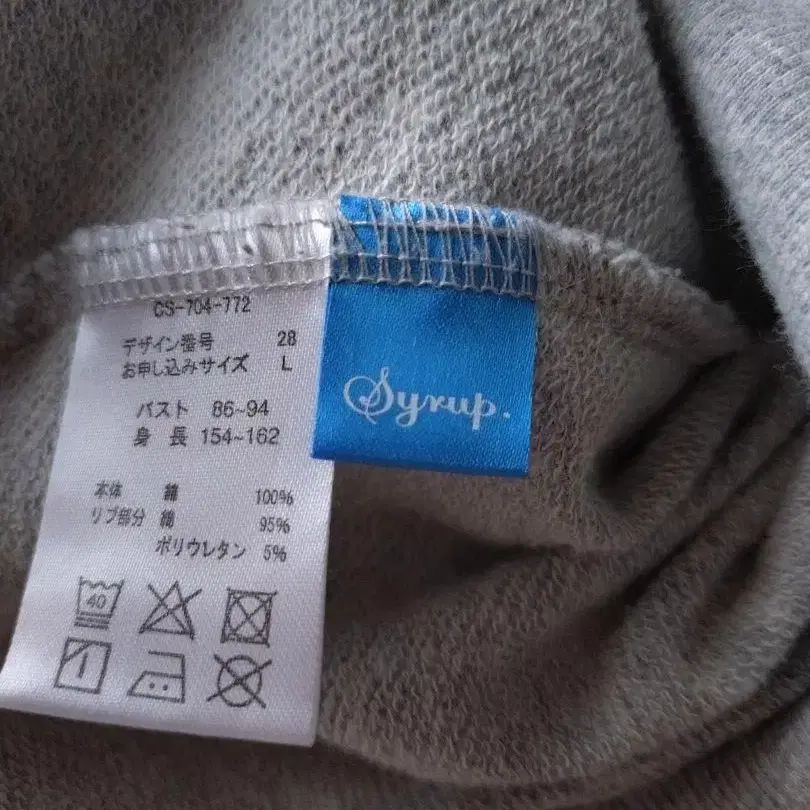 CS-704-772
デザイン番号 28
お申し込みサイズ L
バスト 86~94
身長 154~162
本体 綿 100%
リブ部分 綿 95%
ポリウレタン 5%
40
Syrup.